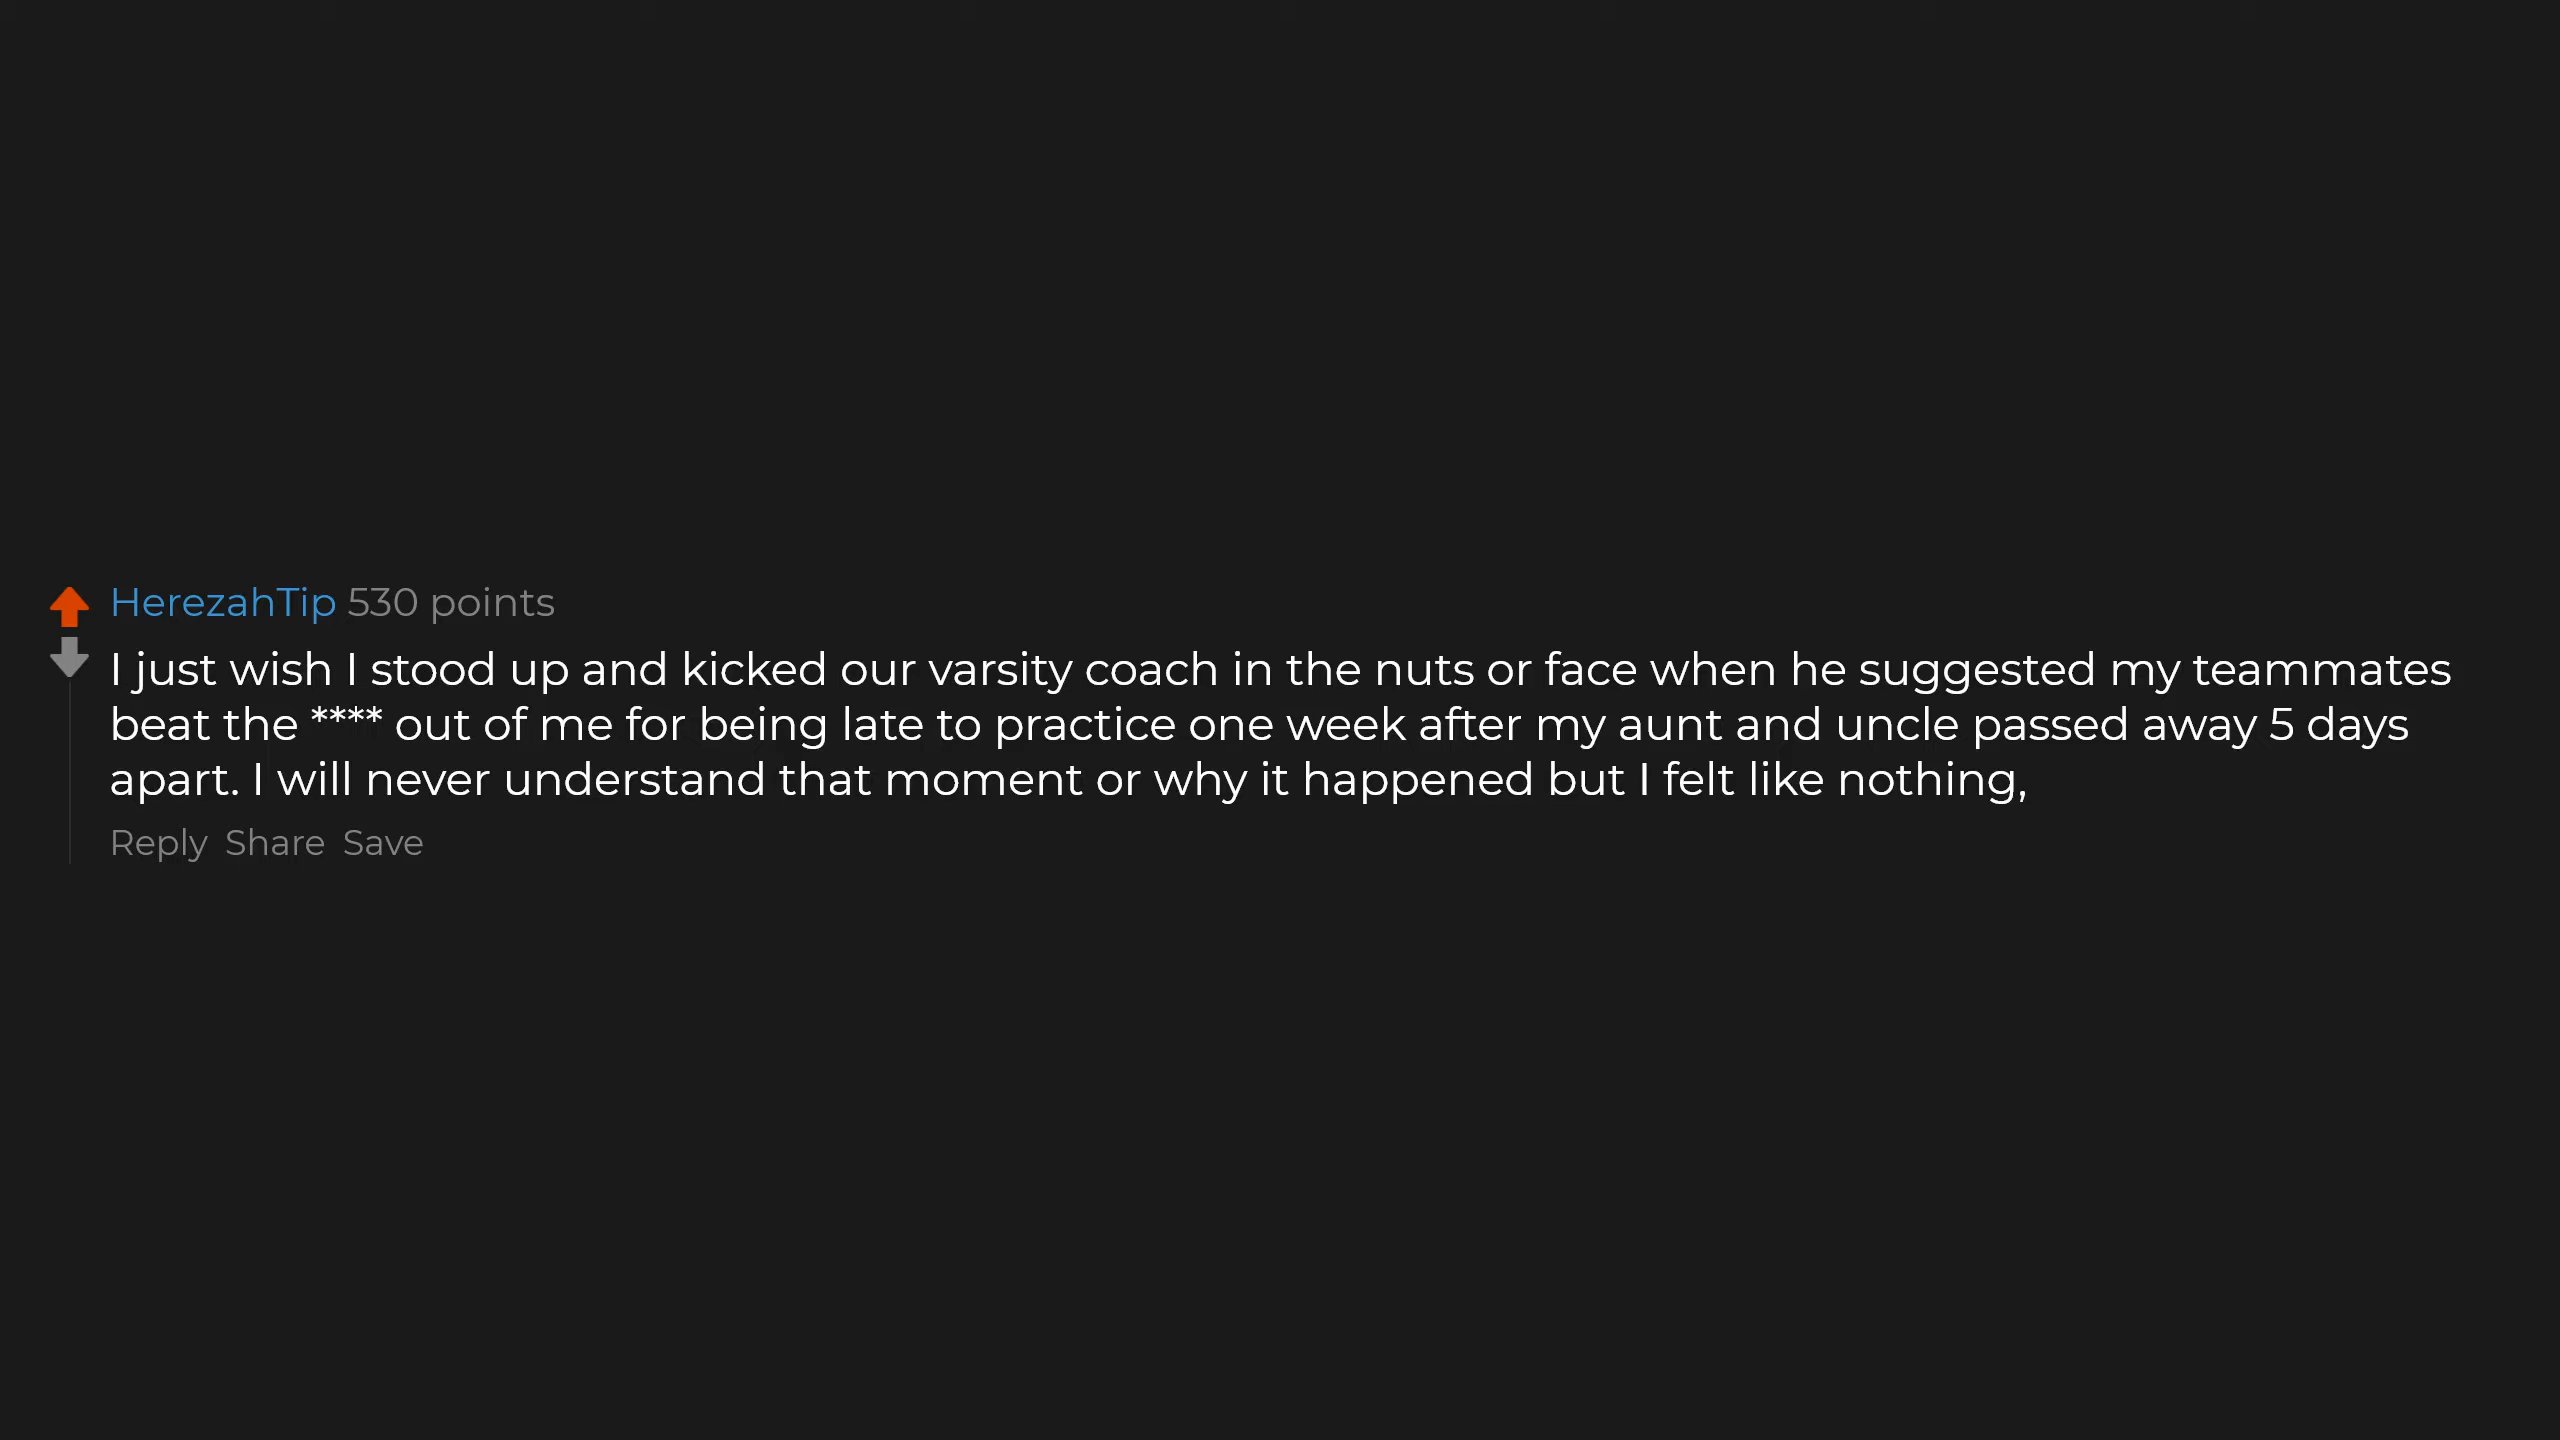 HerezahTip 530 points
I just wish I stood up and kicked our varsity coach in the nuts or face when he suggested my teammates
beat the **** out of me for being late to practice one week after my aunt and uncle passed away 5 days
apart. I will never understand that moment or why it happened but I felt like nothing,
Reply Share Save